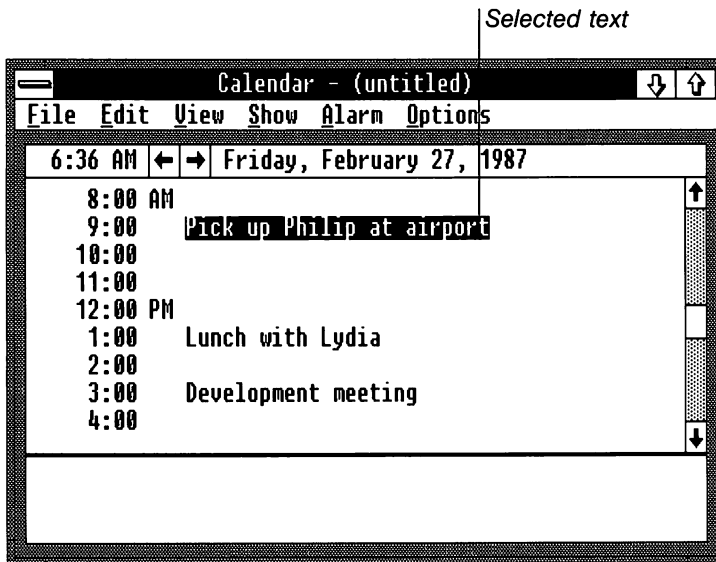 Selected text
Calendar - (untitled)
File Edit View Show Alarm Options
6:36 AM Friday, February 27, 1987
8:00 AM
9:00 Pick up Philip at airport
10:00
11:00
12:00 PM
1:00 Lunch with Lydia
2:00
3:00 Development meeting
4:00